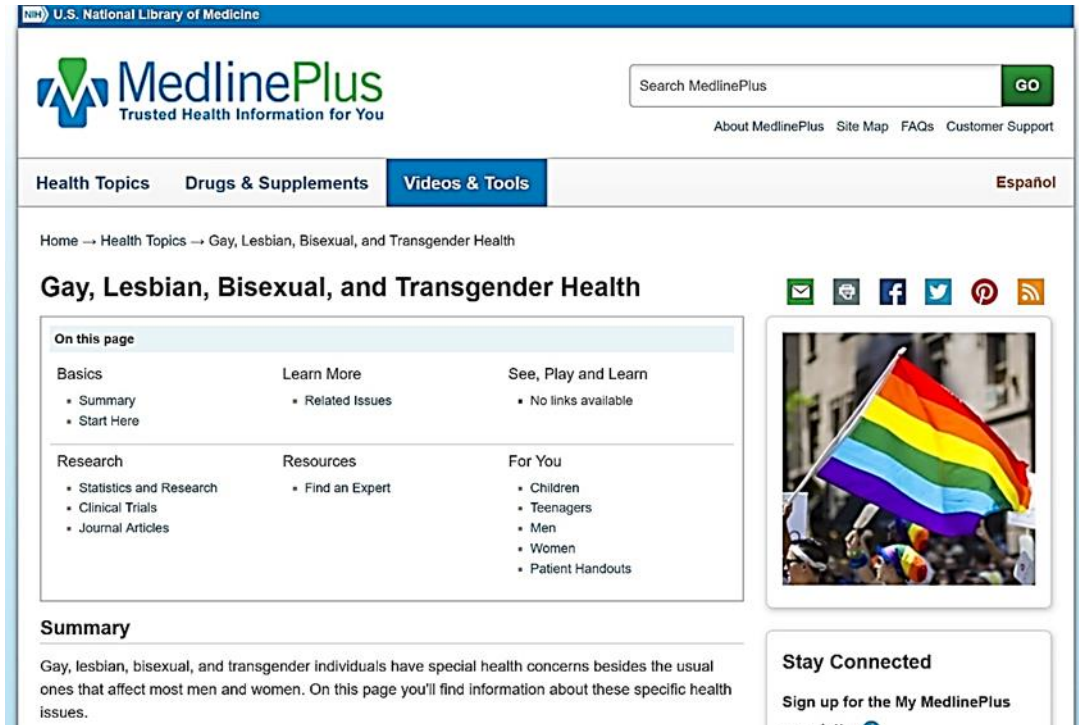 NIH U.S. National Library of Medicine
MedlinePlus
Trusted Health Information for You
Search MedlinePlus
GO
About MedlinePlus Site Map FAQs Customer Support
Health Topics Drugs & Supplements Videos & Tools Español
Home → Health Topics → Gay, Lesbian, Bisexual, and Transgender Health
Gay, Lesbian, Bisexual, and Transgender Health
On this page
Basics
▪ Summary
▪ Start Here
Learn More
▪ Related Issues
See, Play and Learn
▪ No links available
Research
▪ Statistics and Research
▪ Clinical Trials
▪ Journal Articles
Resources
▪ Find an Expert
For You
▪ Children
▪ Teenagers
▪ Men
▪ Women
▪ Patient Handouts
Summary
Gay, lesbian, bisexual, and transgender individuals have special health concerns besides the usual
ones that affect most men and women. On this page you'll find information about these specific health
issues.
Stay Connected
Sign up for the My MedlinePlus